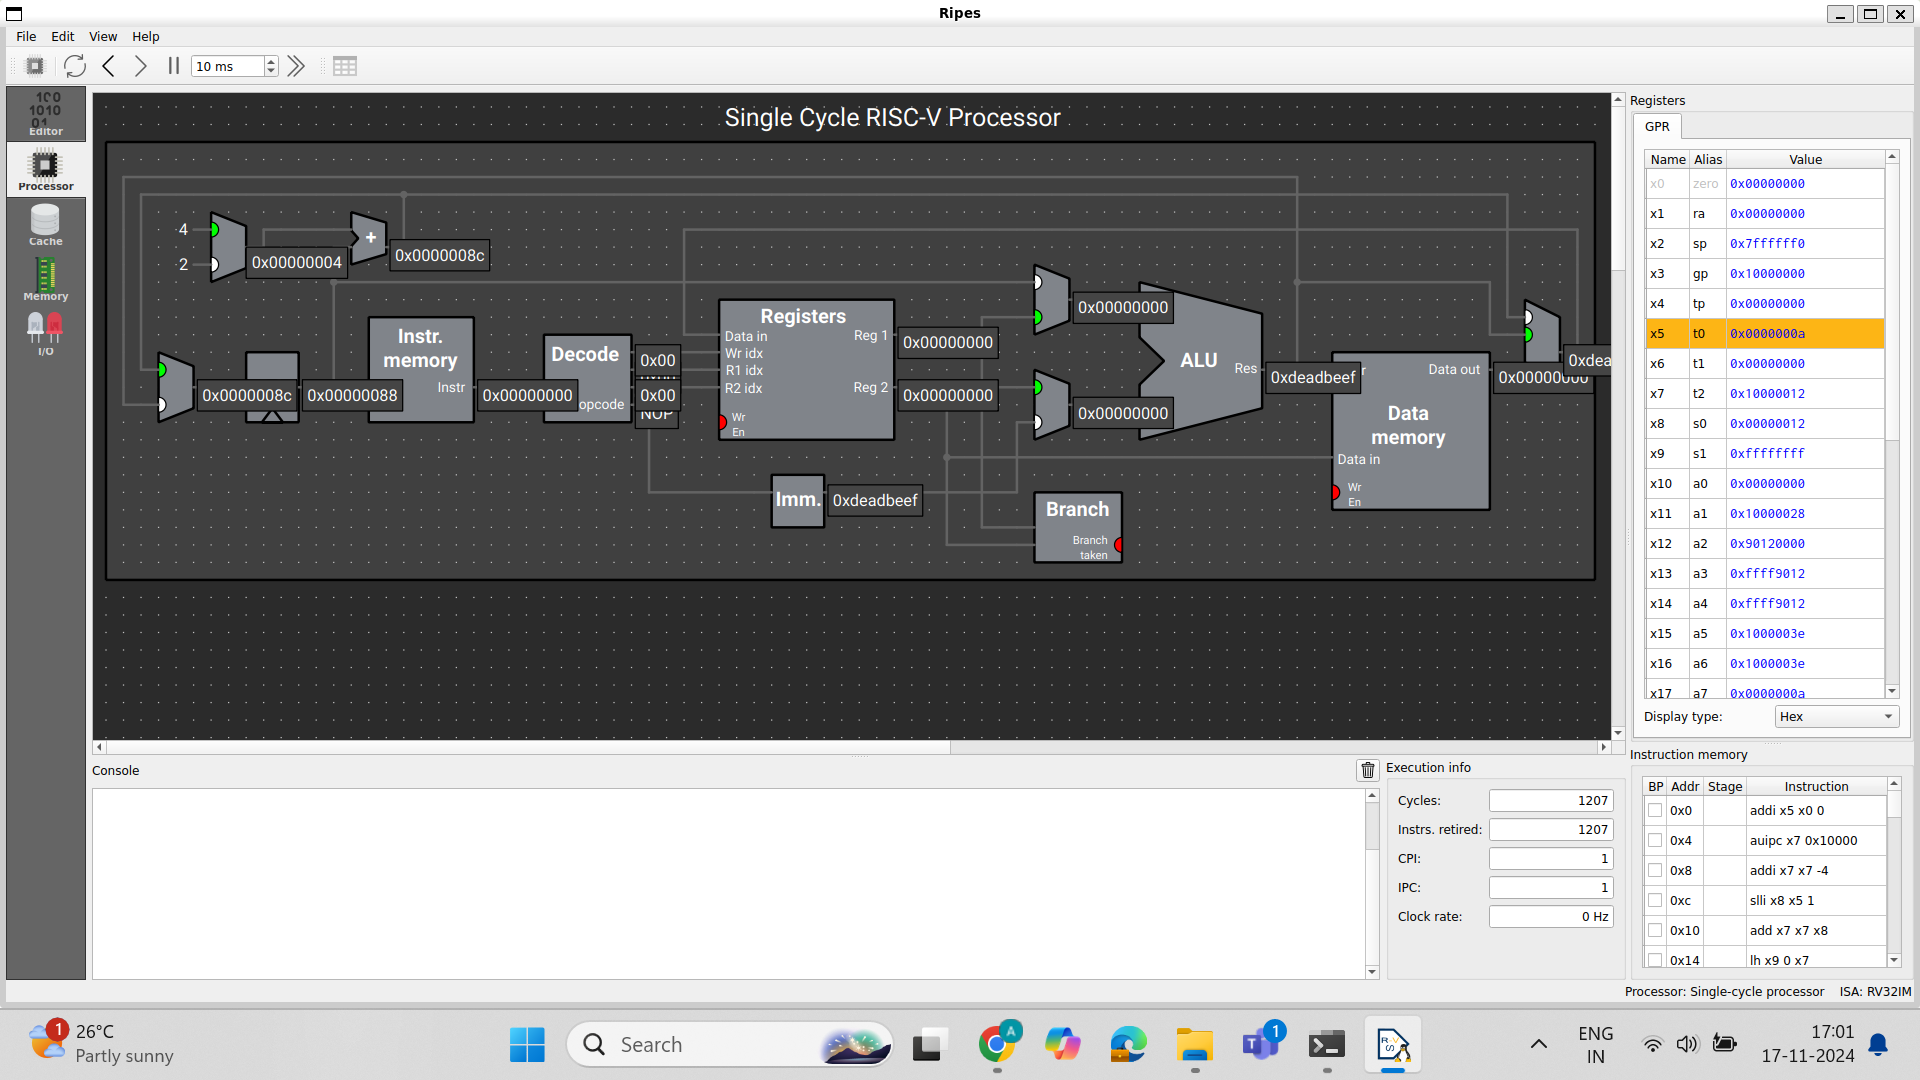 Ripes
File Edit View Help
10 ms
Editor
Processor
Cache
Memory
I/O
Single Cycle RISC-V Processor
4
2
+
0x00000004
0x0000008c
0x0000008c
0x00000088
Instr.
memory
Instr
0x00000000
Decode
opcode
0x00
0x00
NOP
Registers
Data in
Wr idx
R1 idx
R2 idx
Wr
En
Reg 1
Reg 2
0x00000000
0x00000000
Imm.
0xdeadbeef
0x00000000
0x00000000
ALU
Res
0xdeadbeef
Branch
Branch
taken
Data
memory
Data out
Data in
Wr
En
0x00000000
0xdea
Registers
GPR
Name Alias Value
x0 zero 0x00000000
x1 ra 0x00000000
x2 sp 0x7ffffff0
x3 gp 0x10000000
x4 tp 0x00000000
x5 t0 0x0000000a
x6 t1 0x00000000
x7 t2 0x10000012
x8 s0 0x00000012
x9 s1 0xffffffff
x10 a0 0x00000000
x11 a1 0x10000028
x12 a2 0x90120000
x13 a3 0xffff9012
x14 a4 0xffff9012
x15 a5 0x1000003e
x16 a6 0x1000003e
x17 a7 0x0000000a
Display type: Hex
Console
Execution info
Cycles: 1207
Instrs. retired: 1207
CPI: 1
IPC: 1
Clock rate: 0 Hz
Instruction memory
BP Addr Stage Instruction
0x0 addi x5 x0 0
0x4 auipc x7 0x10000
0x8 addi x7 x7 -4
0xc slli x8 x5 1
0x10 add x7 x7 x8
0x14 lh x9 0 x7
Processor: Single-cycle processor ISA: RV32IM
1
26°C
Partly sunny
Search
A
1
ENG
IN
17:01
17-11-2024